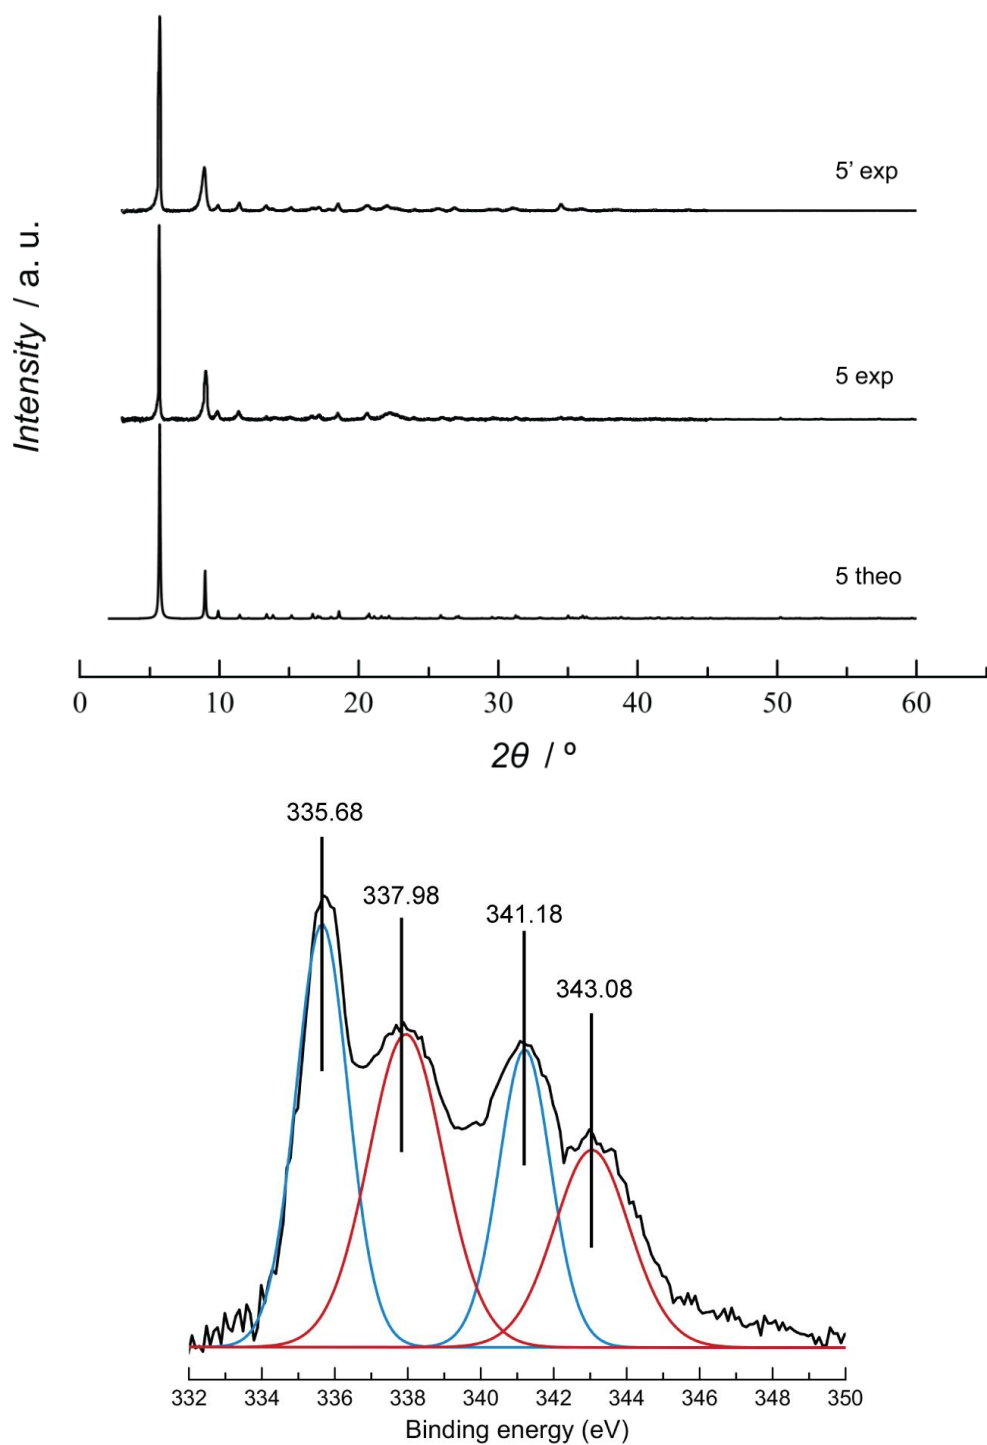 5’ exp
Intensity / a. u.
5 exp
5 theo
0 10 20 30 40 50 60
2θ / º
335.68
337.98
341.18
343.08
332 334 336 338 340 342 344 346 348 350
Binding energy (eV)